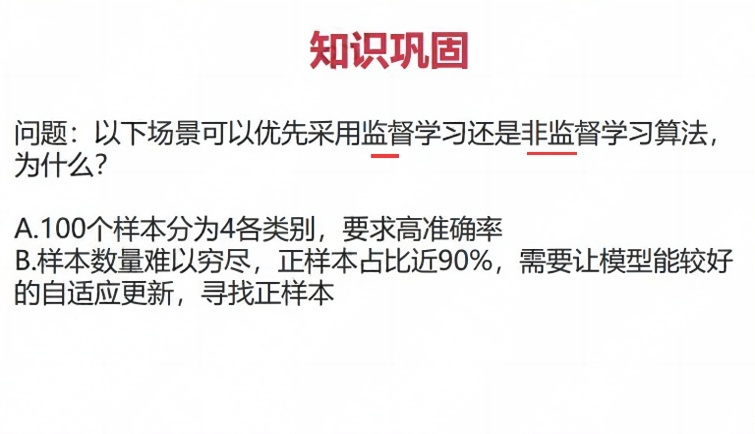 知识巩固
问题：以下场景可以优先采用监督学习还是非监督学习算法，
为什么？
A.100个样本分为4各类别，要求高准确率
B.样本数量难以穷尽，正样本占比近90%，需要让模型能较好
的自适应更新，寻找正样本